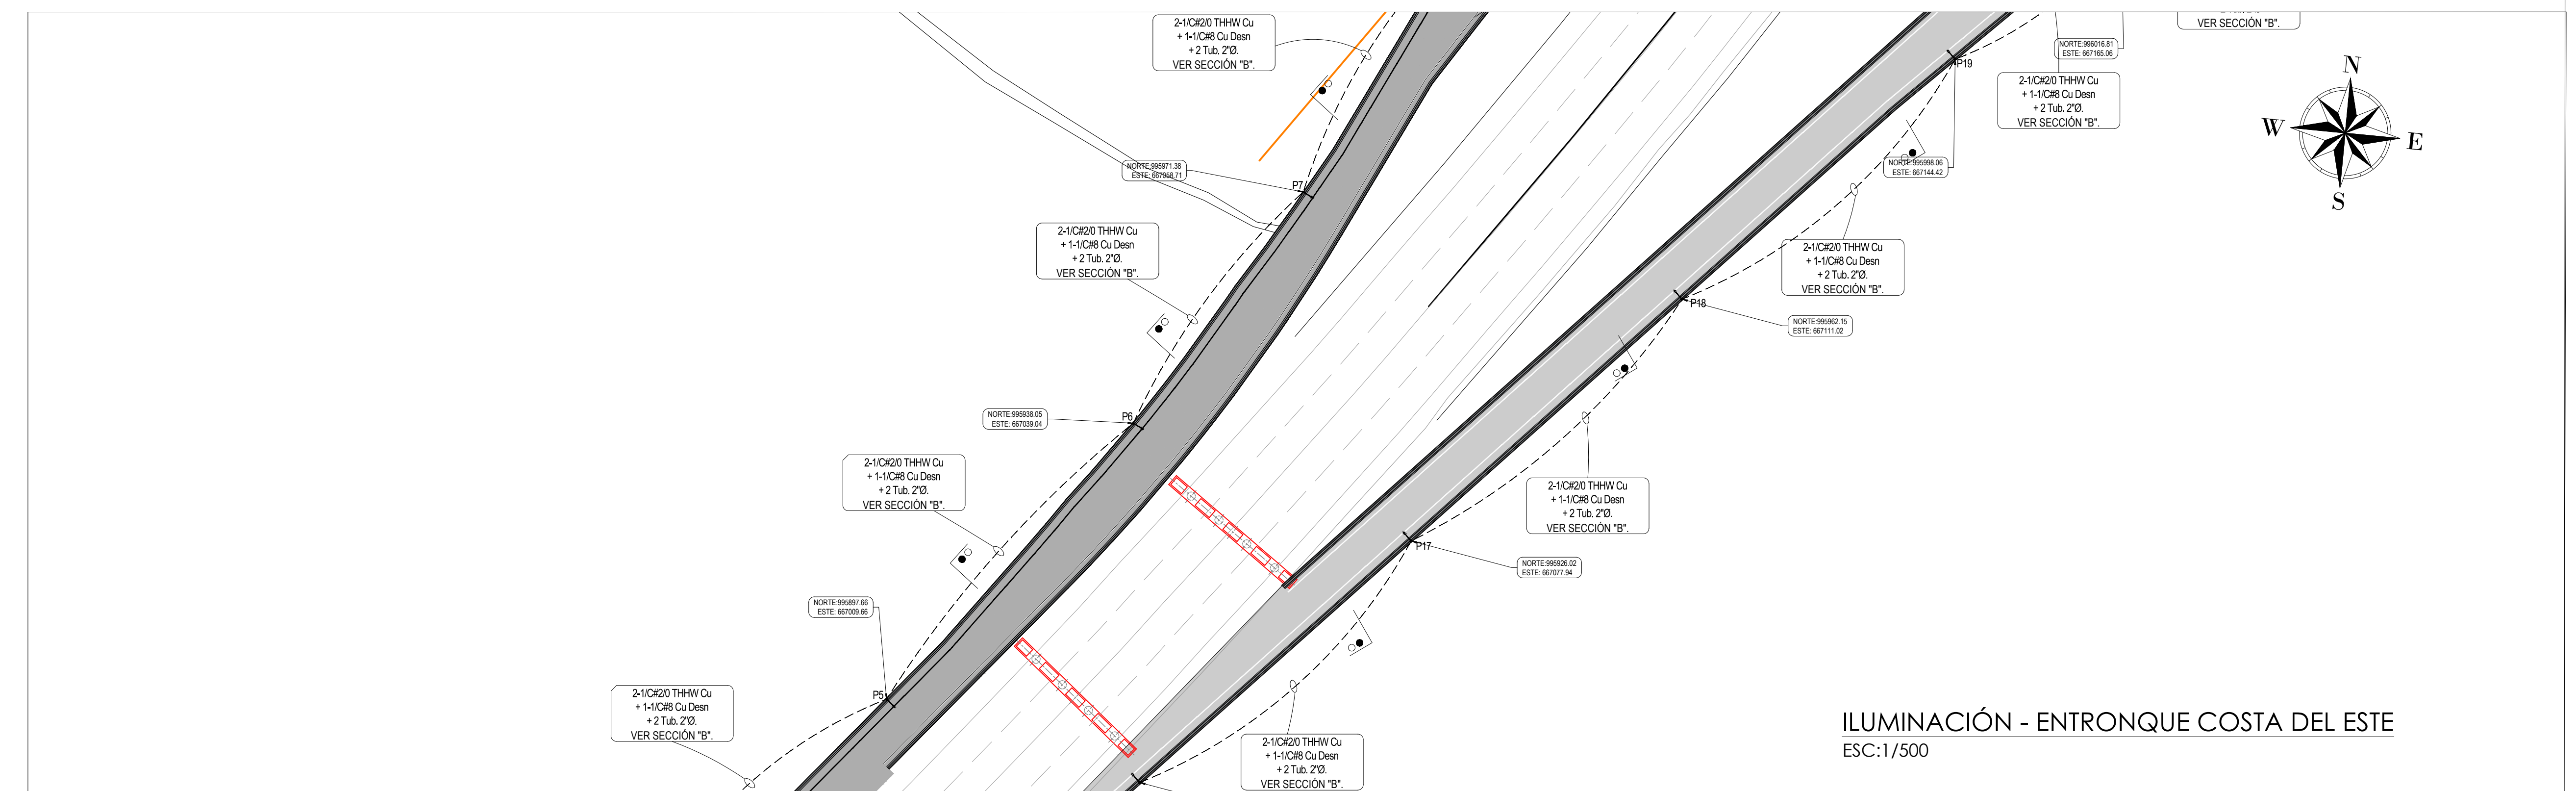 2-1/C#2/0 THHW Cu
+ 1-1/C#8 Cu Desn
+ 2 Tub. 2"Ø.
VER SECCIÓN "B".
VER SECCIÓN "B".
NORTE:996016.81
ESTE: 667165.06
P19
2-1/C#2/0 THHW Cu
+ 1-1/C#8 Cu Desn
+ 2 Tub. 2"Ø.
VER SECCIÓN "B".
N
W
E
S
NORTE:995971.38
ESTE: 667058.71
P7
NORTE:995998.06
ESTE: 667144.42
2-1/C#2/0 THHW Cu
+ 1-1/C#8 Cu Desn
+ 2 Tub. 2"Ø.
VER SECCIÓN "B".
2-1/C#2/0 THHW Cu
+ 1-1/C#8 Cu Desn
+ 2 Tub. 2"Ø.
VER SECCIÓN "B".
P18
NORTE:995962.15
ESTE: 667111.02
NORTE:995938.05
ESTE: 667039.04
P6
2-1/C#2/0 THHW Cu
+ 1-1/C#8 Cu Desn
+ 2 Tub. 2"Ø.
VER SECCIÓN "B".
2-1/C#2/0 THHW Cu
+ 1-1/C#8 Cu Desn
+ 2 Tub. 2"Ø.
VER SECCIÓN "B".
P17
NORTE:995926.02
ESTE: 667077.94
NORTE:995897.66
ESTE: 667009.66
P5
2-1/C#2/0 THHW Cu
+ 1-1/C#8 Cu Desn
+ 2 Tub. 2"Ø.
VER SECCIÓN "B".
2-1/C#2/0 THHW Cu
+ 1-1/C#8 Cu Desn
+ 2 Tub. 2"Ø.
VER SECCIÓN "B".
ILUMINACIÓN - ENTRONQUE COSTA DEL ESTE
ESC:1/500